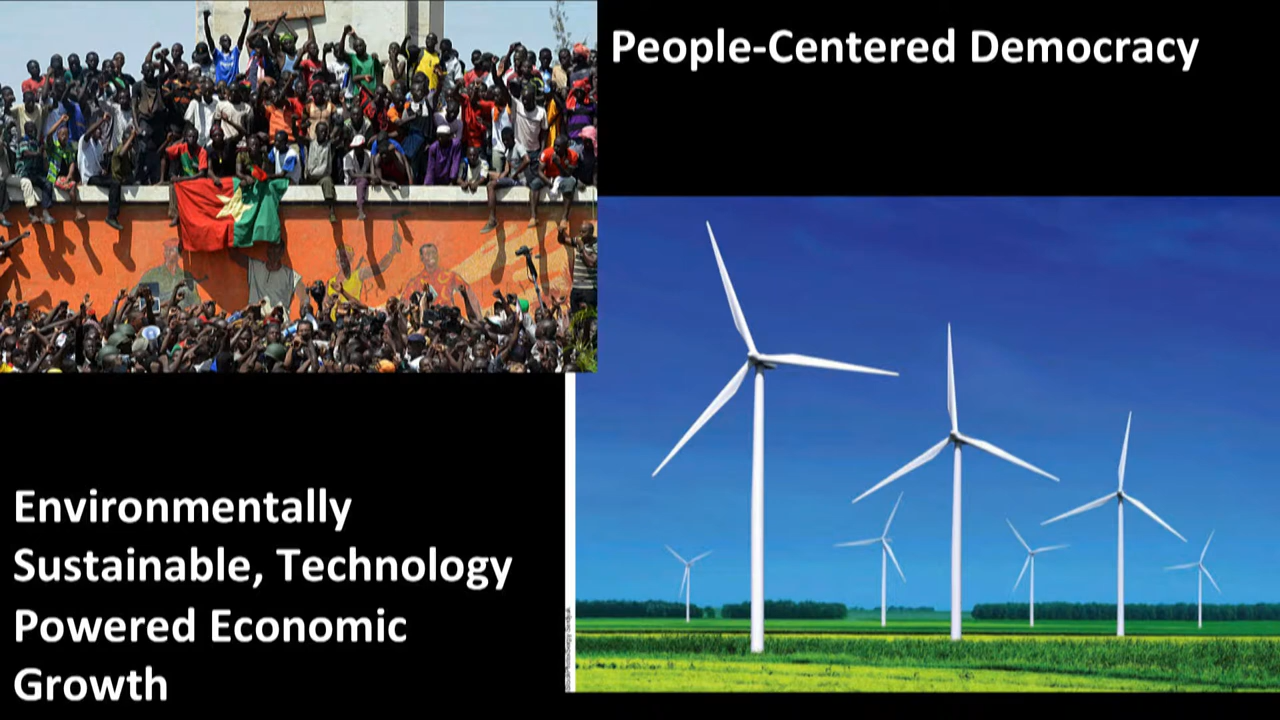 People-Centered Democracy
Environmentally
Sustainable, Technology
Powered Economic
Growth